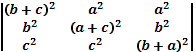 |(b + c)² a² a²|
|b² (a + c)² b²|
|c² c² (b + a)²|